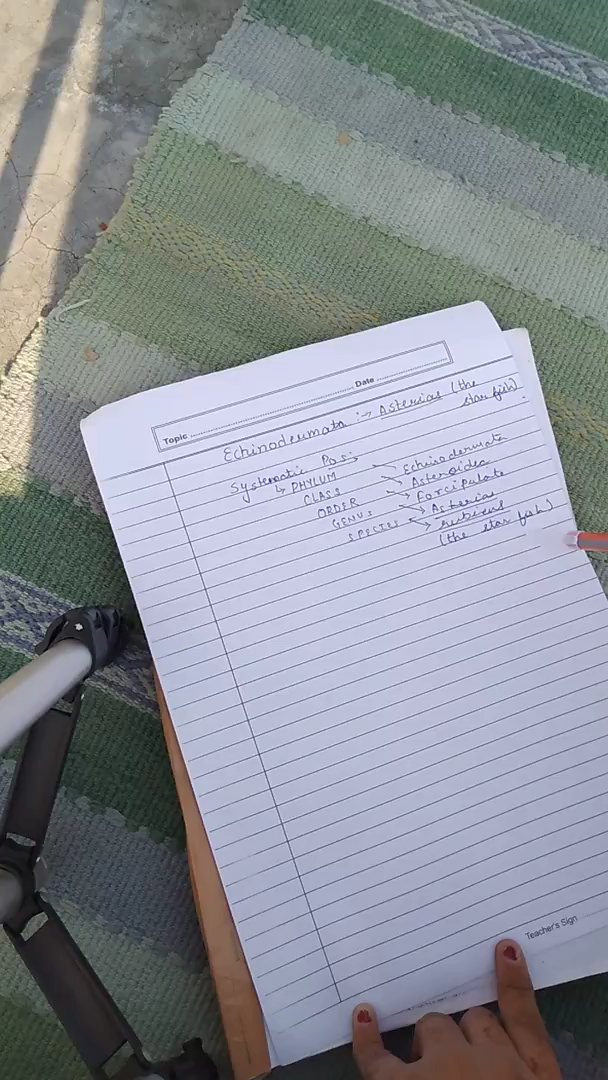 Topic ........................ Date ................
Echinodermata :→ Asterias (the
star fish)
Systematic Pos:
↳ PHYLUM → Echinodermata
CLASS → Asteroidea
ORDER → Forcipulata
GENUS → Asterias
SPECIES → rubirus
(the star fish)
Teacher's Sign